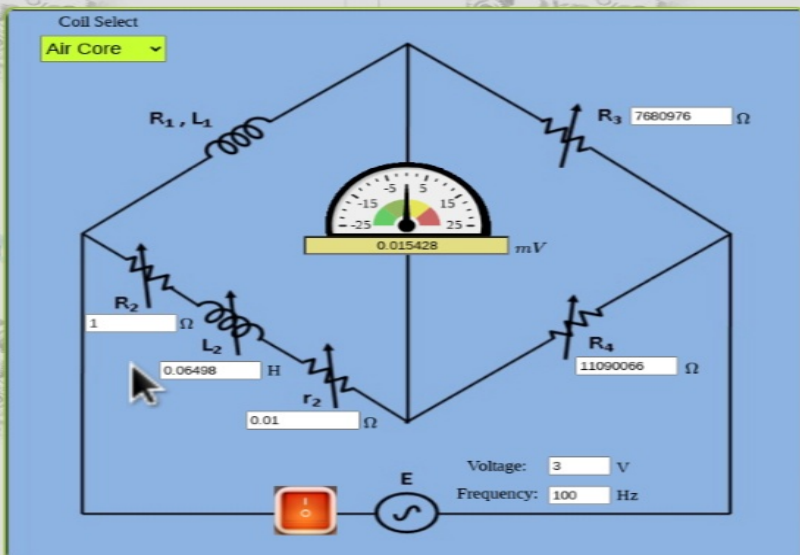 Coil Select
Air Core
R₁ , L₁
R₃ 7680976 Ω
-25 -15 -5 5 15 25
0.015428 mV
R₂
1 Ω
L₂
0.06498 H
r₂
0.01 Ω
R₄
11090066 Ω
E
Voltage: 3 V
Frequency: 100 Hz
I
O